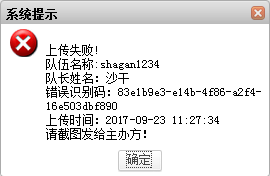 系统提示
上传失败!
队伍名称:shagan1234
队长姓名：沙干
错误识别码：83e1b9e3-e14b-4f86-a2f4-
16e503dbf890
上传时间：2017-09-23 11:27:34
请截图发给主办方!
确定